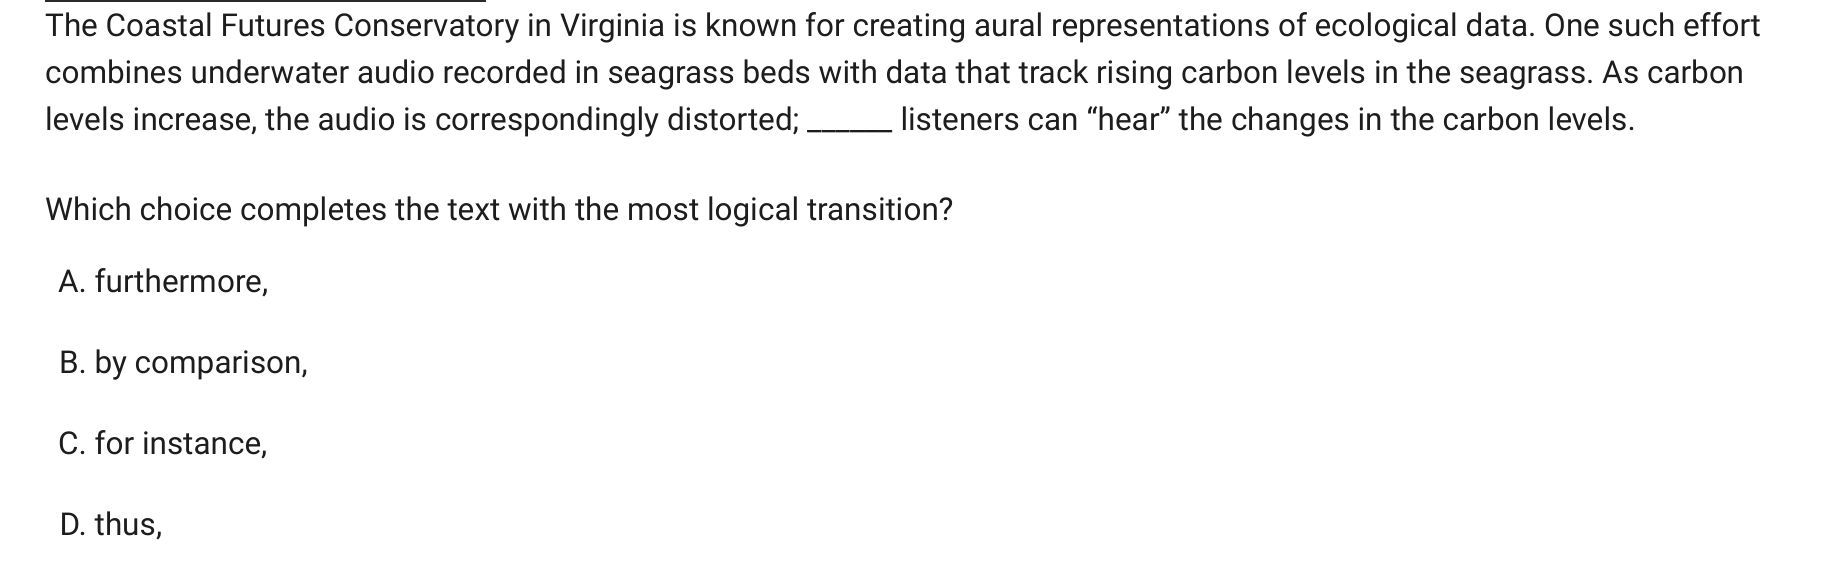 The Coastal Futures Conservatory in Virginia is known for creating aural representations of ecological data. One such effort
combines underwater audio recorded in seagrass beds with data that track rising carbon levels in the seagrass. As carbon
levels increase, the audio is correspondingly distorted; ______ listeners can “hear” the changes in the carbon levels.
Which choice completes the text with the most logical transition?
A. furthermore,
B. by comparison,
C. for instance,
D. thus,